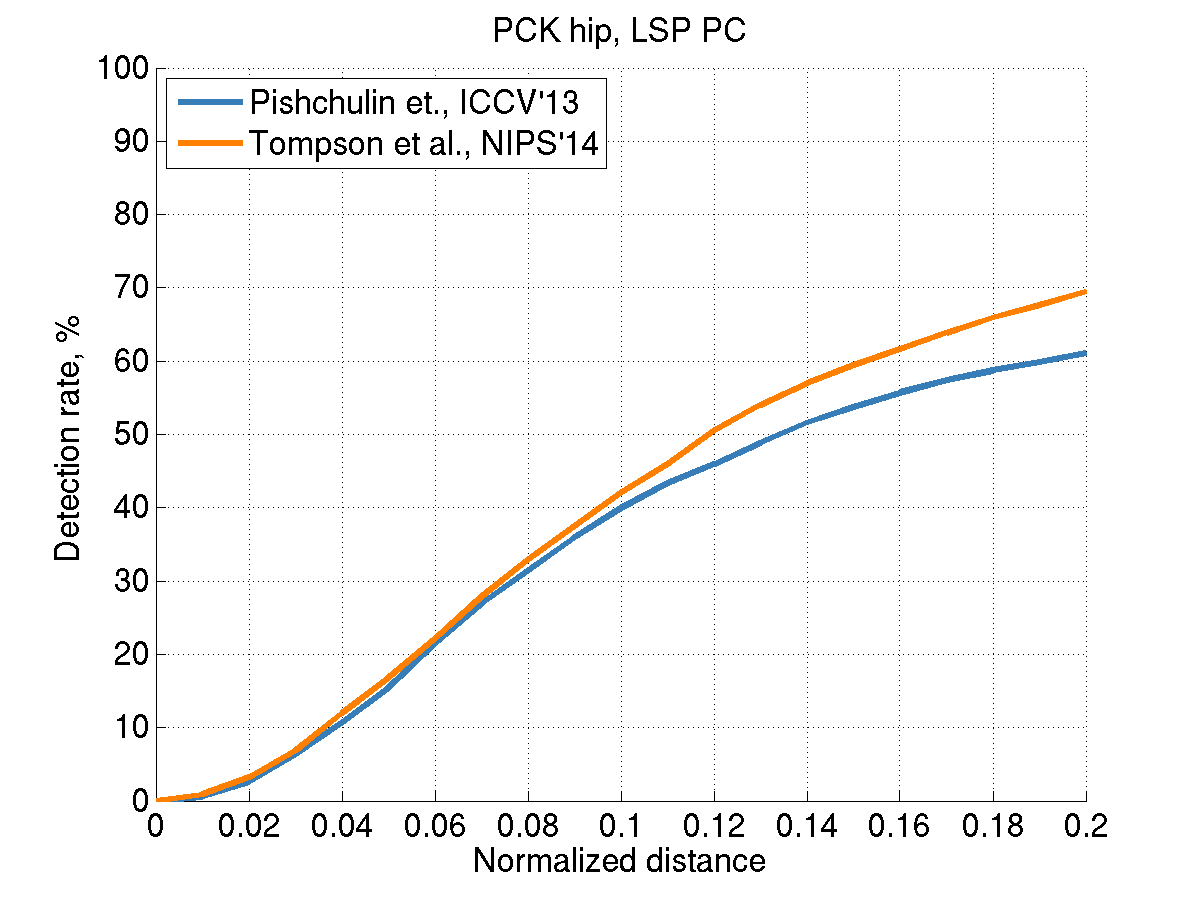 PCK hip, LSP PC
Pishchulin et., ICCV'13
Tompson et al., NIPS'14
Detection rate, %
100
90
80
70
60
50
40
30
20
10
0
0 0.02 0.04 0.06 0.08 0.1 0.12 0.14 0.16 0.18 0.2
Normalized distance